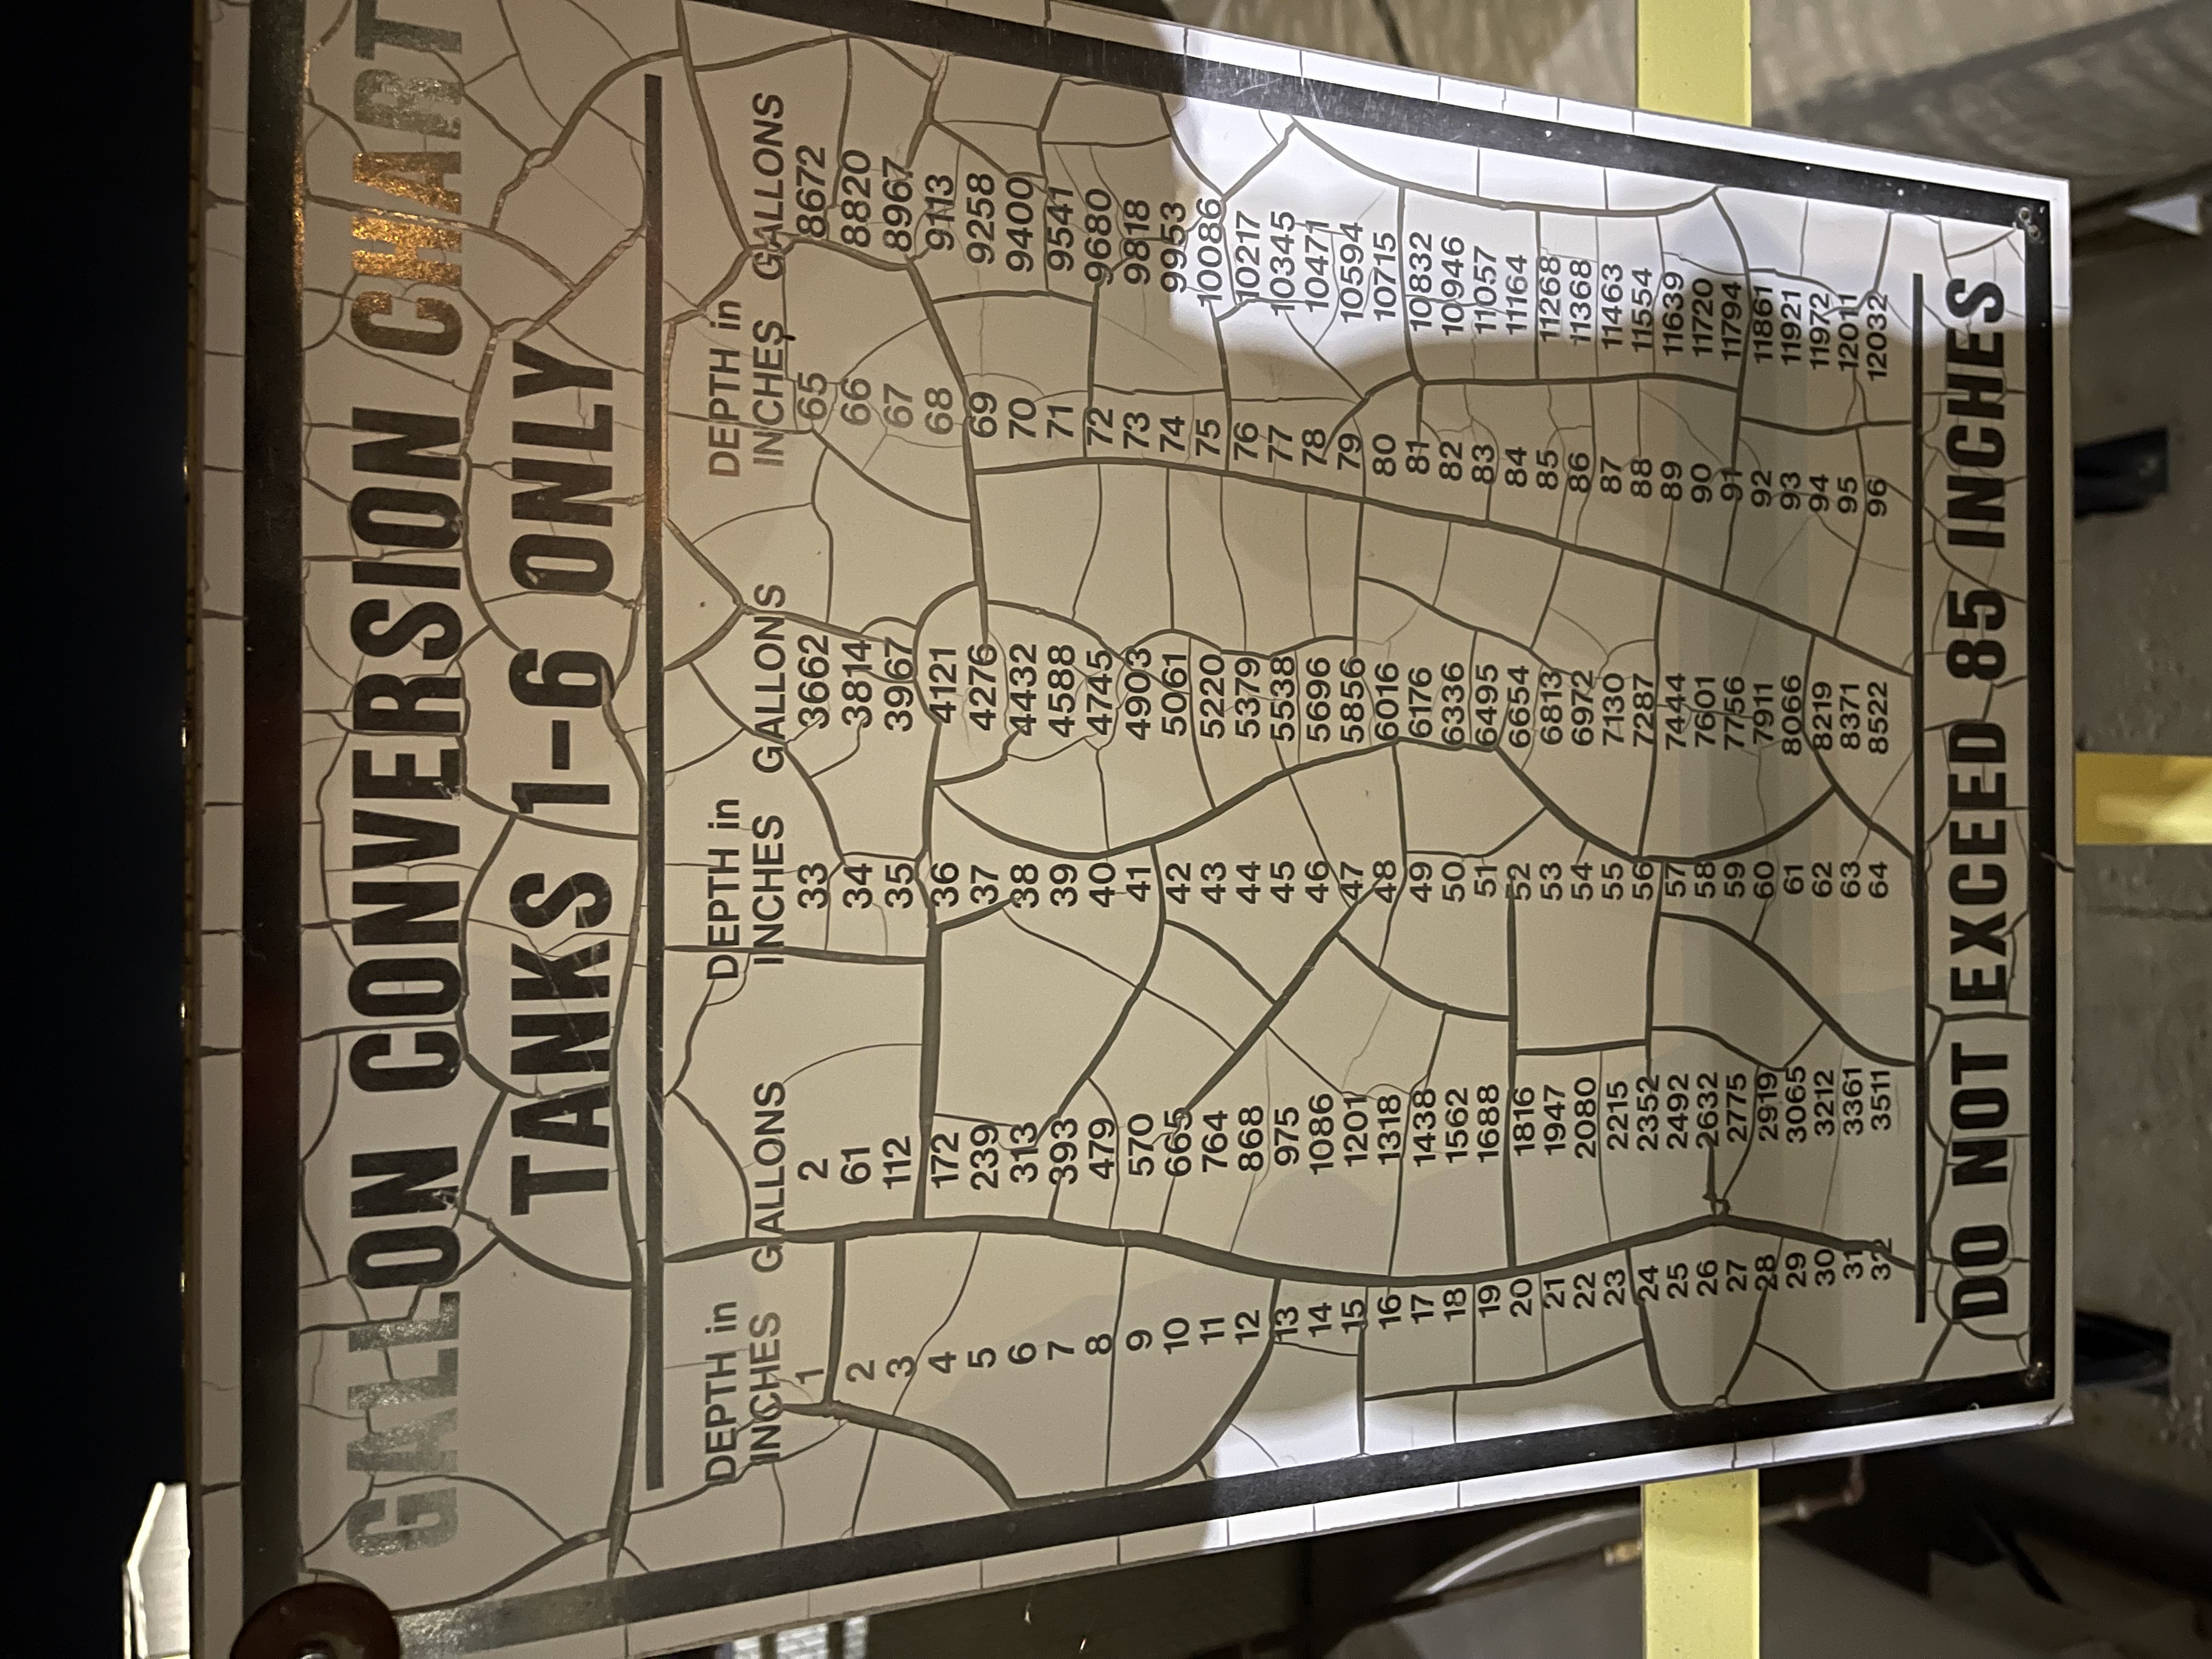 GALLON CONVERSION CHART
TANKS 1-6 ONLY
DEPTH in INCHES GALLONS DEPTH in INCHES GALLONS DEPTH in INCHES GALLONS
1 2 33 3662 65 8672
2 61 34 3814 66 8820
3 112 35 3967 67 8967
4 172 36 4121 68 9113
5 239 37 4276 69 9258
6 313 38 4432 70 9400
7 393 39 4588 71 9541
8 479 40 4745 72 9680
9 570 41 4903 73 9818
10 665 42 5061 74 9953
11 764 43 5220 75 10086
12 868 44 5379 76 10217
13 975 45 5538 77 10345
14 1086 46 5696 78 10471
15 1201 47 5856 79 10594
16 1318 48 6016 80 10715
17 1438 49 6176 81 10832
18 1562 50 6336 82 10946
19 1688 51 6495 83 11057
20 1816 52 6654 84 11164
21 1947 53 6813 85 11268
22 2080 54 6972 86 11368
23 2215 55 7130 87 11463
24 2352 56 7287 88 11554
25 2492 57 7444 89 11639
26 2632 58 7601 90 11720
27 2775 59 7756 91 11794
28 2919 60 7911 92 11861
29 3065 61 8066 93 11921
30 3212 62 8219 94 11972
31 3361 63 8371 95 12011
32 3511 64 8522 96 12032
DO NOT EXCEED 85 INCHES